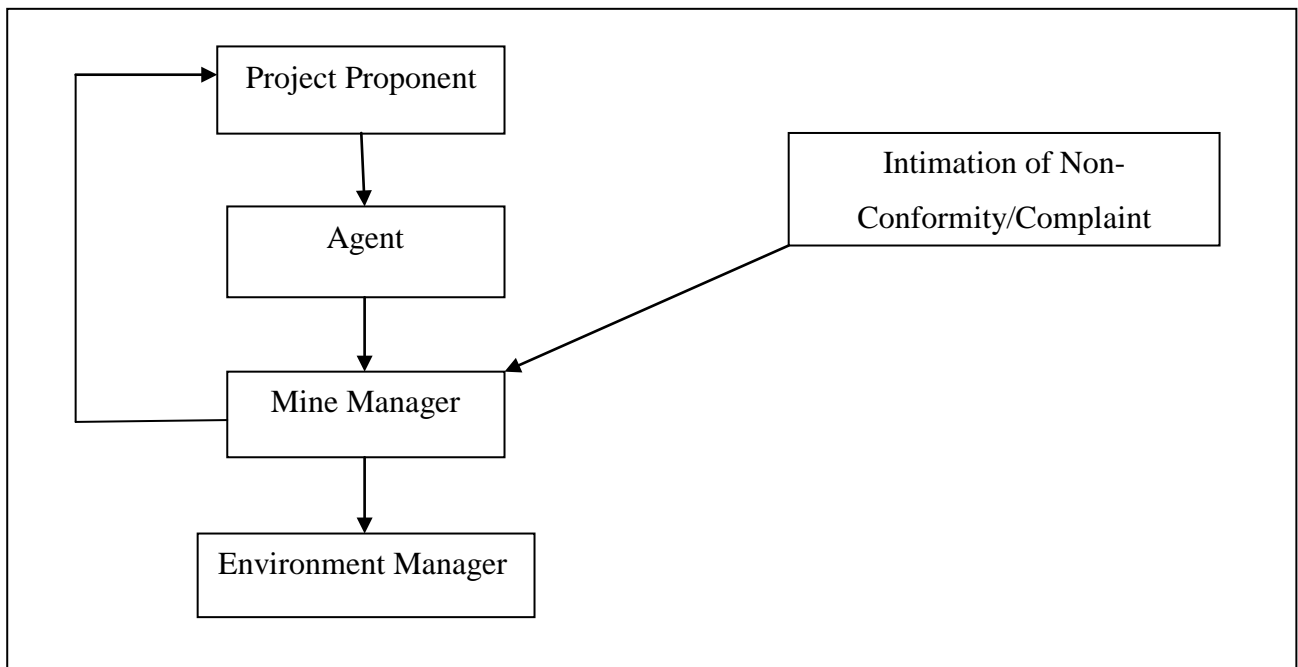 Project Proponent
Agent
Mine Manager
Environment Manager
Intimation of Non-
Conformity/Complaint